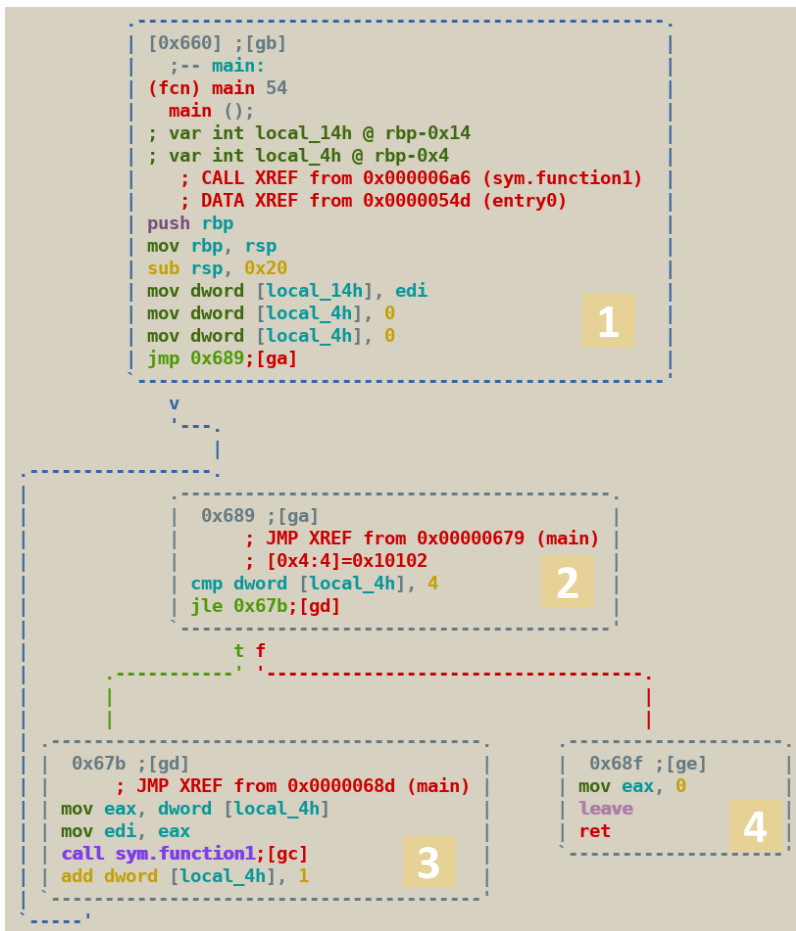 [0x660] ;[gb]
;-- main:
(fcn) main 54
main ();
; var int local_14h @ rbp-0x14
; var int local_4h @ rbp-0x4
; CALL XREF from 0x000006a6 (sym.function1)
; DATA XREF from 0x0000054d (entry0)
push rbp
mov rbp, rsp
sub rsp, 0x20
mov dword [local_14h], edi
mov dword [local_4h], 0
mov dword [local_4h], 0
jmp 0x689;[ga]
1
v
0x689 ;[ga]
; JMP XREF from 0x00000679 (main)
; [0x4:4]=0x10102
cmp dword [local_4h], 4
jle 0x67b;[gd]
2
t f
0x67b ;[gd]
; JMP XREF from 0x0000068d (main)
mov eax, dword [local_4h]
mov edi, eax
call sym.function1;[gc]
add dword [local_4h], 1
3
0x68f ;[ge]
mov eax, 0
leave
ret
4